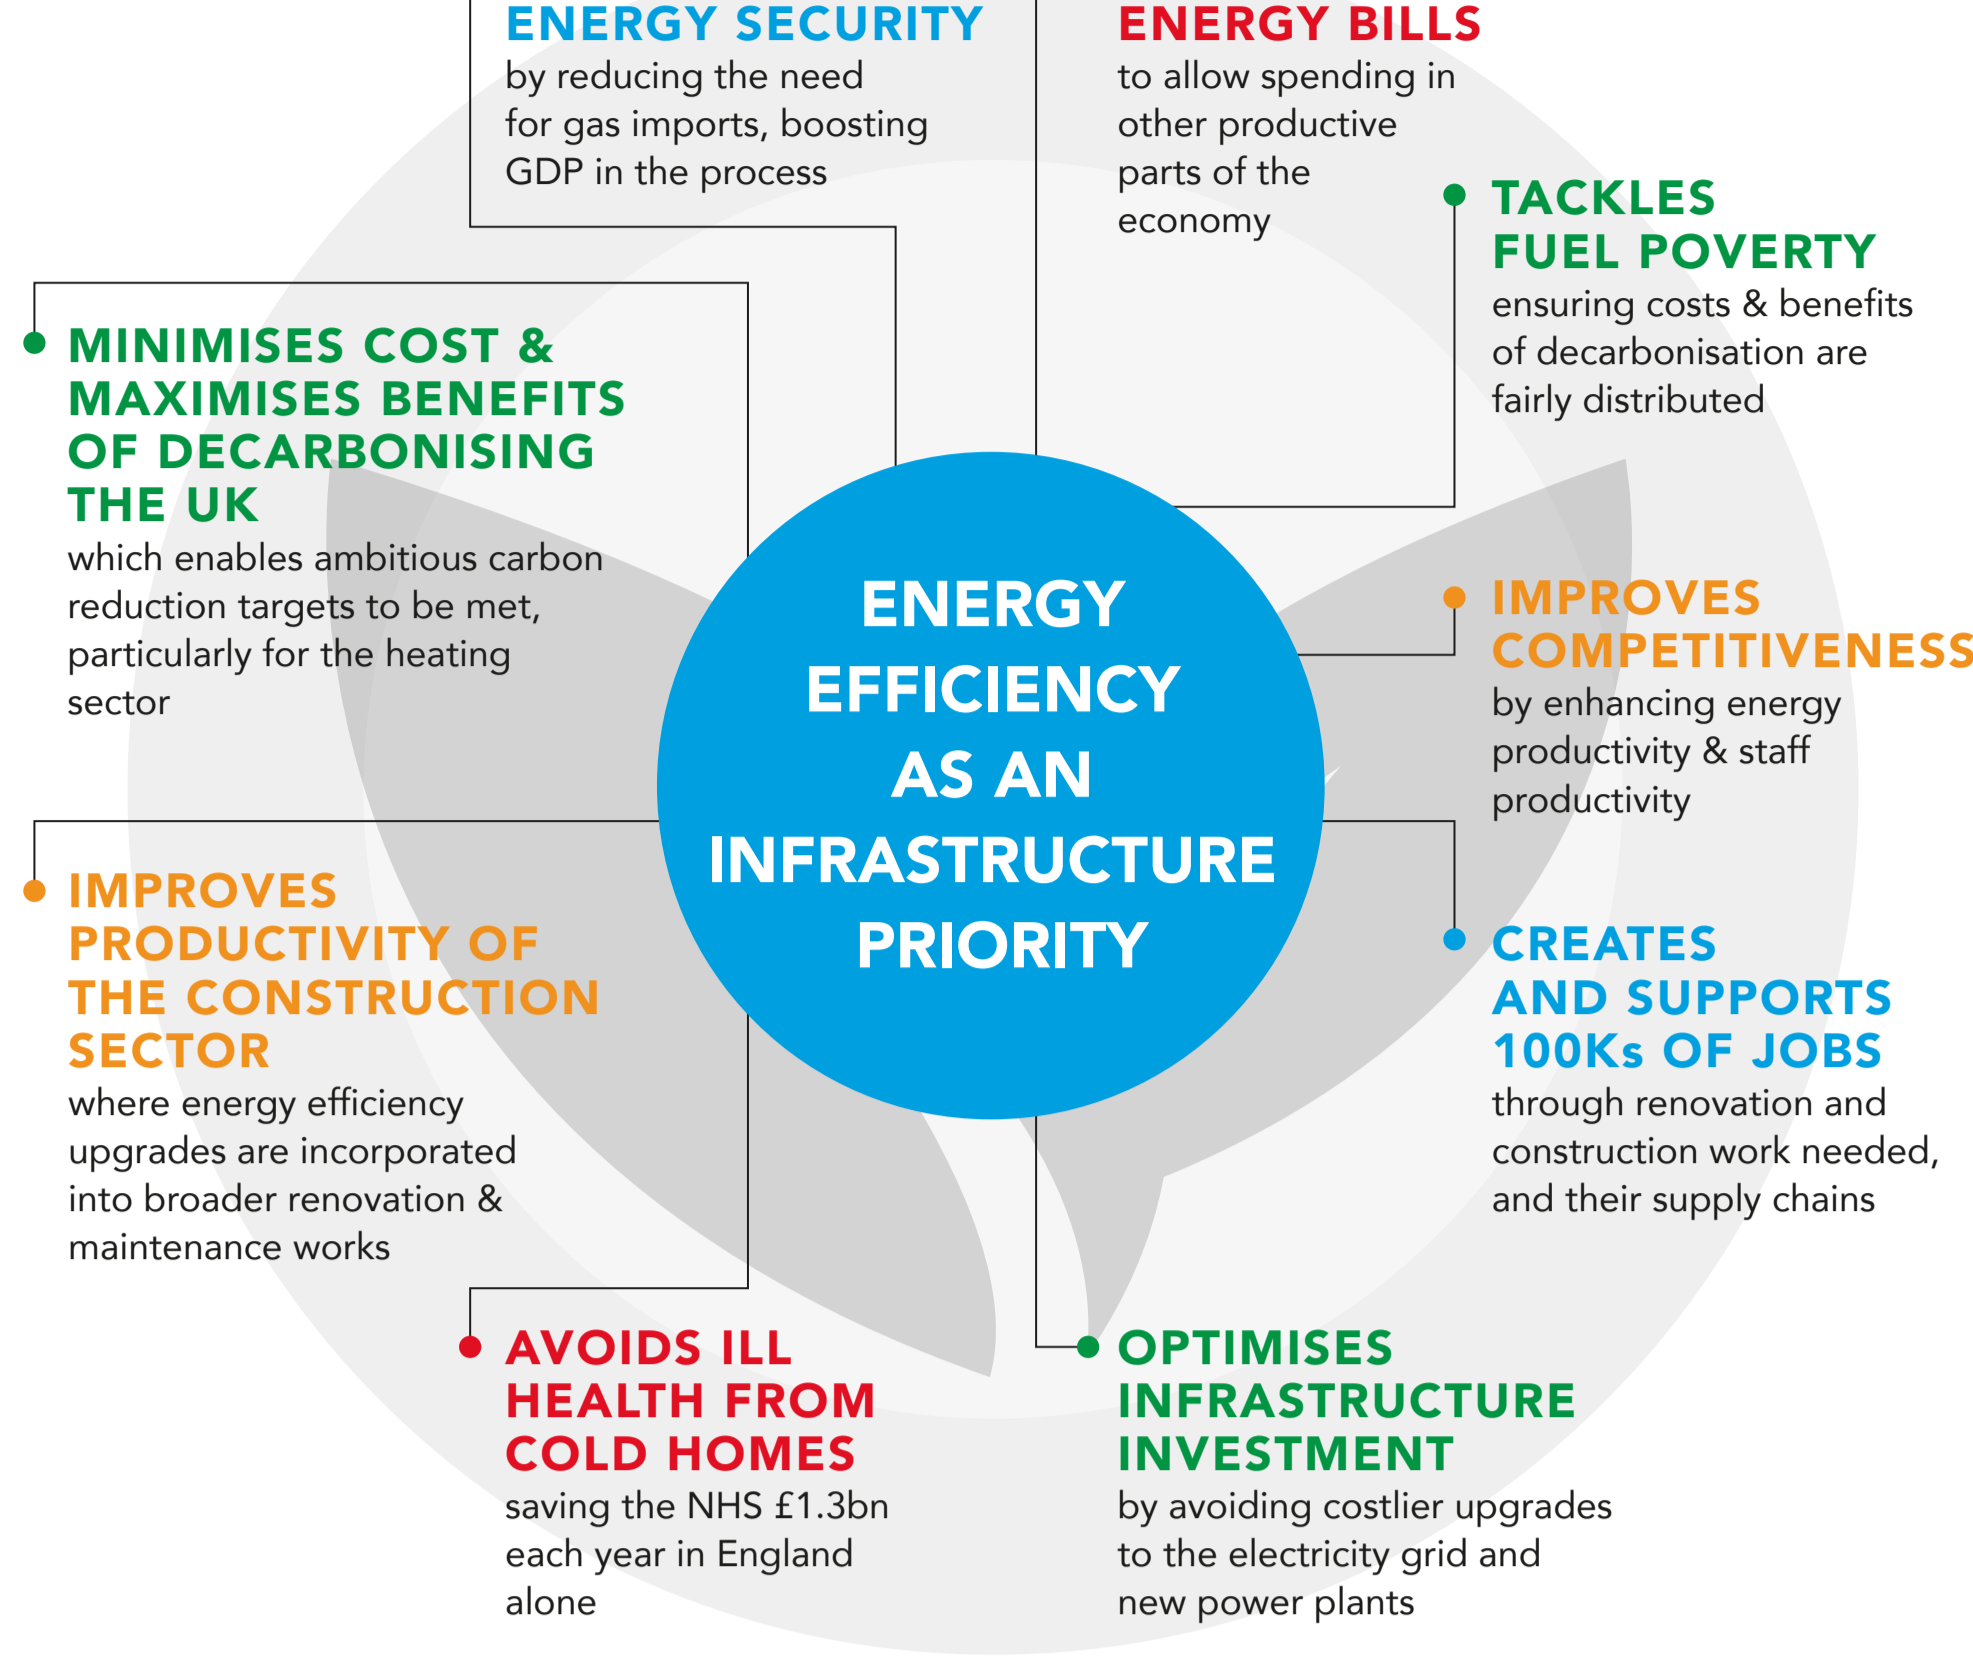 ENERGY SECURITY
by reducing the need
for gas imports, boosting
GDP in the process
ENERGY BILLS
to allow spending in
other productive
parts of the
economy
TACKLES
FUEL POVERTY
ensuring costs & benefits
of decarbonisation are
fairly distributed
MINIMISES COST &
MAXIMISES BENEFITS
OF DECARBONISING
THE UK
which enables ambitious carbon
reduction targets to be met,
particularly for the heating
sector
ENERGY
EFFICIENCY
AS AN
INFRASTRUCTURE
PRIORITY
IMPROVES
COMPETITIVENESS
by enhancing energy
productivity & staff
productivity
IMPROVES
PRODUCTIVITY OF
THE CONSTRUCTION
SECTOR
where energy efficiency
upgrades are incorporated
into broader renovation &
maintenance works
CREATES
AND SUPPORTS
100Ks OF JOBS
through renovation and
construction work needed,
and their supply chains
AVOIDS ILL
HEALTH FROM
COLD HOMES
saving the NHS £1.3bn
each year in England
alone
OPTIMISES
INFRASTRUCTURE
INVESTMENT
by avoiding costlier upgrades
to the electricity grid and
new power plants